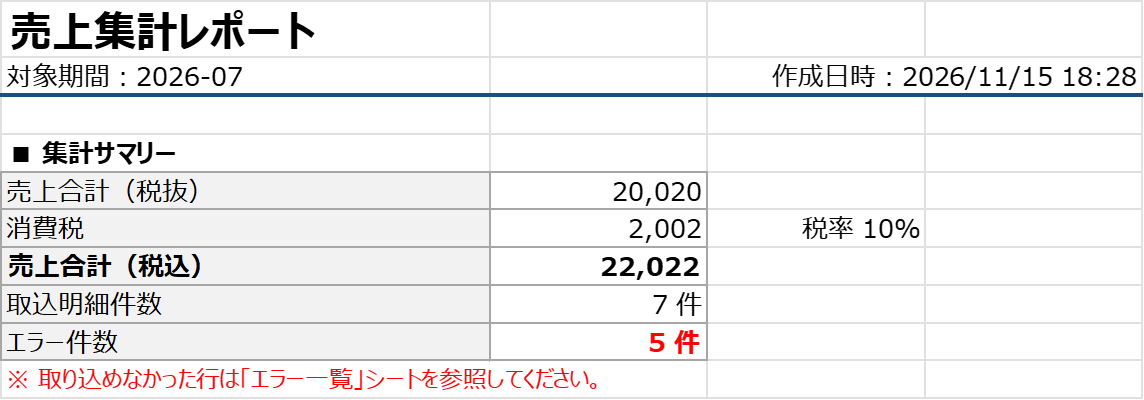 売上集計レポート
対象期間：2026-07 作成日時：2026/11/15 18:28
■ 集計サマリー
売上合計（税抜） 20,020
消費税 2,002 税率 10%
売上合計（税込） 22,022
取込明細件数 7 件
エラー件数 5 件
※ 取り込めなかった行は「エラー一覧」シートを参照してください。